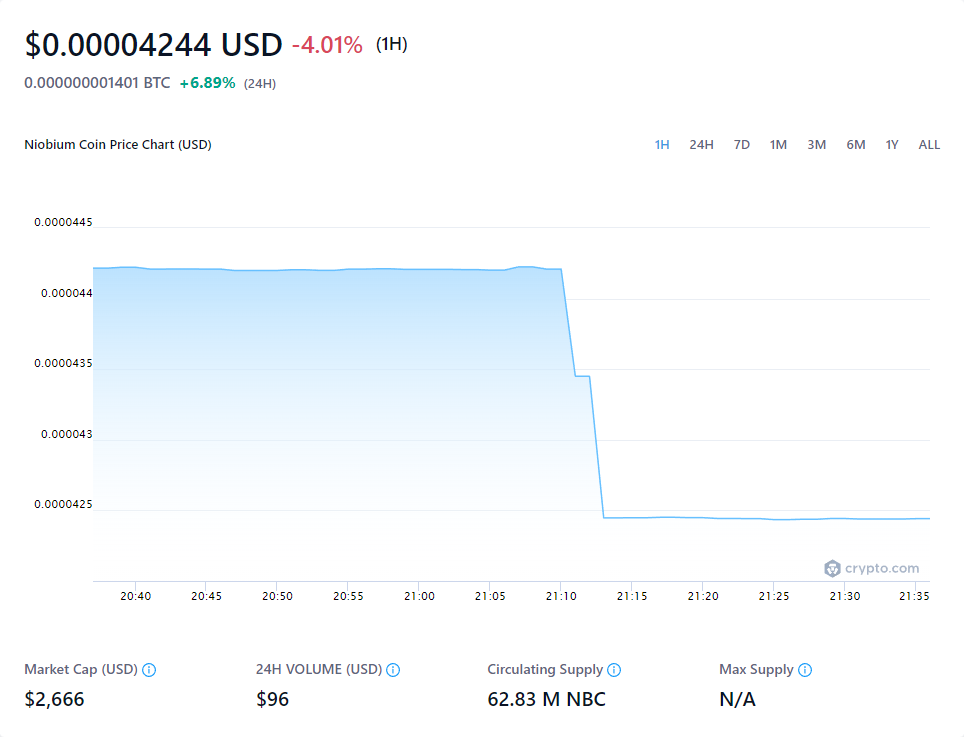 $0.00004244 USD -4.01% (1H)
0.000000001401 BTC +6.89% (24H)
Niobium Coin Price Chart (USD) 1H 24H 7D 1M 3M 6M 1Y ALL
0.0000445
0.000044
0.0000435
0.000043
0.0000425
crypto.com
20:40 20:45 20:50 20:55 21:00 21:05 21:10 21:15 21:20 21:25 21:30 21:35
Market Cap (USD) 24H VOLUME (USD) Circulating Supply Max Supply
$2,666 $96 62.83 M NBC N/A